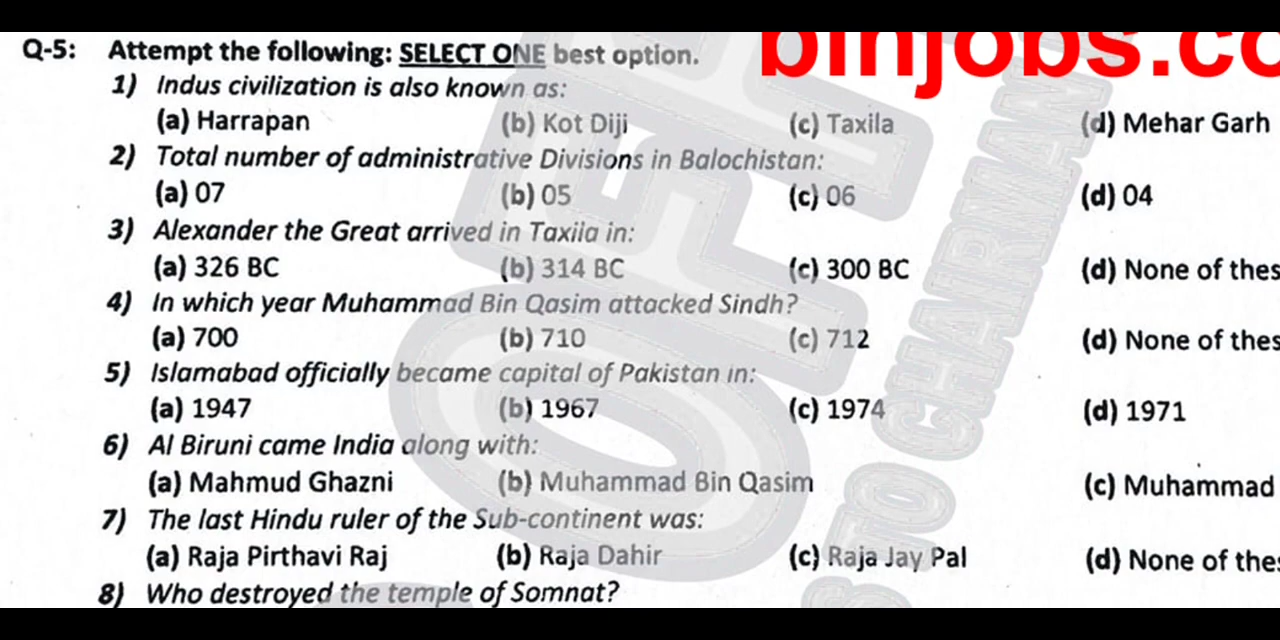 binjobs.co
Q-5: Attempt the following: SELECT ONE best option.
1) Indus civilization is also known as:
(a) Harrapan (b) Kot Diji (c) Taxila (d) Mehar Garh
2) Total number of administrative Divisions in Balochistan:
(a) 07 (b) 05 (c) 06 (d) 04
3) Alexander the Great arrived in Taxila in:
(a) 326 BC (b) 314 BC (c) 300 BC (d) None of thes
4) In which year Muhammad Bin Qasim attacked Sindh?
(a) 700 (b) 710 (c) 712 (d) None of thes
5) Islamabad officially became capital of Pakistan in:
(a) 1947 (b) 1967 (c) 1974 (d) 1971
6) Al Biruni came India along with:
(a) Mahmud Ghazni (b) Muhammad Bin Qasim (c) Muhammad
7) The last Hindu ruler of the Sub-continent was:
(a) Raja Pirthavi Raj (b) Raja Dahir (c) Raja Jay Pal (d) None of thes
8) Who destroyed the temple of Somnat?
TO CHAIRMAN